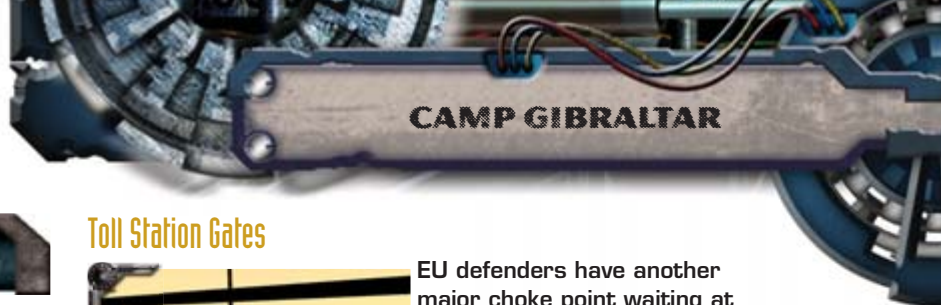 CAMP GIBRALTAR
Toll Station Gates
EU defenders have another
major choke point waiting at